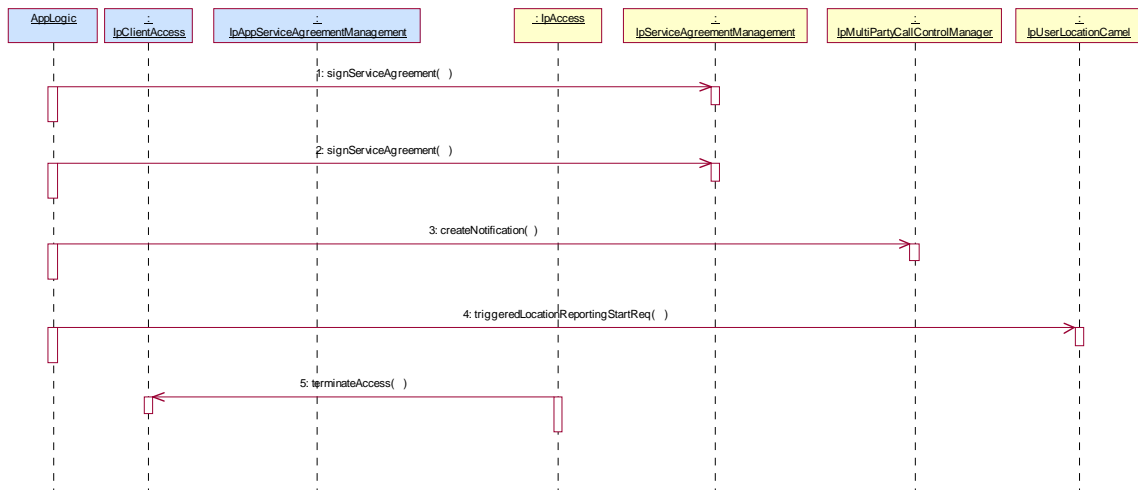 AppLogic
:
IpClientAccess
:
IpAppServiceAgreementManagement
: IpAccess
:
IpServiceAgreementManagement
:
IpMultiPartyCallControlManager
:
IpUserLocationCamel
1: signServiceAgreement( )
2: signServiceAgreement( )
3: createNotification( )
4: triggeredLocationReportingStartReq( )
5: terminateAccess( )